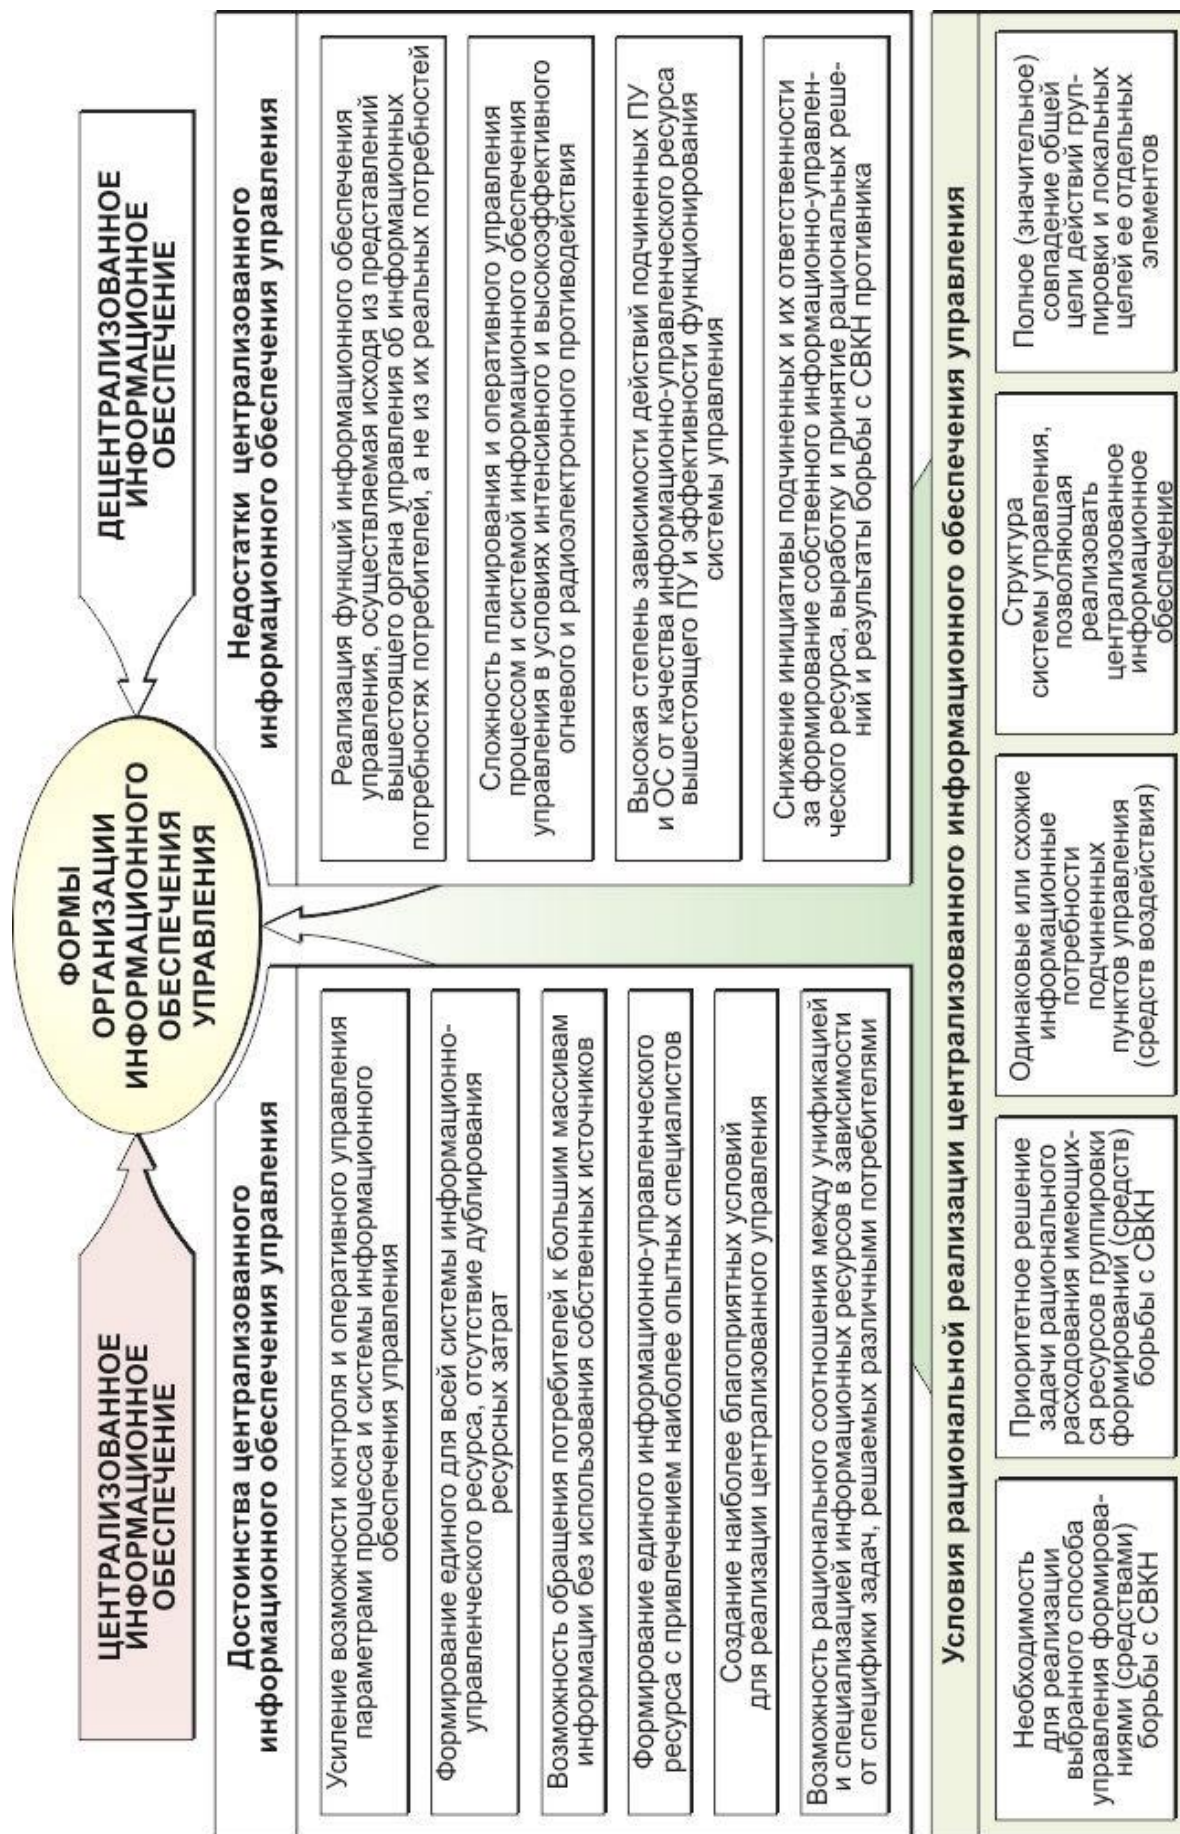 ФОРМЫ
ОРГАНИЗАЦИИ
ИНФОРМАЦИОННОГО
ОБЕСПЕЧЕНИЯ
УПРАВЛЕНИЯ
ЦЕНТРАЛИЗОВАННОЕ
ИНФОРМАЦИОННОЕ
ОБЕСПЕЧЕНИЕ
ДЕЦЕНТРАЛИЗОВАННОЕ
ИНФОРМАЦИОННОЕ
ОБЕСПЕЧЕНИЕ
Достоинства централизованного
информационного обеспечения управления
Усиление возможности контроля и оперативного управления
параметрами процесса и системы информационного
обеспечения управления
Формирование единого для всей системы информационно-
управленческого ресурса, отсутствие дублирования
ресурсных затрат
Возможность обращения потребителей к большим массивам
информации без использования собственных источников
Формирование единого информационно-управленческого
ресурса с привлечением наиболее опытных специалистов
Создание наиболее благоприятных условий
для реализации централизованного управления
Возможность рационального соотношения между унификацией
и специализацией информационных ресурсов в зависимости
от специфики задач, решаемых различными потребителями
Недостатки централизованного
информационного обеспечения управления
Реализация функций информационного обеспечения
управления, осуществляемая исходя из представлений
вышестоящего органа управления об информационных
потребностях потребителей, а не из их реальных потребностей
Сложность планирования и оперативного управления
процессом и системой информационного обеспечения
управления в условиях интенсивного и высокоэффективного
огневого и радиоэлектронного противодействия
Высокая степень зависимости действий подчиненных ПУ
и ОС от качества информационно-управленческого ресурса
вышестоящего ПУ и эффективности функционирования
системы управления
Снижение инициативы подчиненных и их ответственности
за формирование собственного информационно-управлен-
ческого ресурса, выработку и принятие рациональных реше-
ний и результаты борьбы с СВКН противника
Условия рациональной реализации централизованного информационного обеспечения управления
Необходимость
для реализации
выбранного способа
управления формирова-
ниями (средствами)
борьбы с СВКН
Приоритетное решение
задачи рационального
расходования имеющих-
ся ресурсов группировки
формирований (средств)
борьбы с СВКН
Одинаковые или схожие
информационные
потребности
подчиненных
пунктов управления
(средств воздействия)
Структура
системы управления,
позволяющая
реализовать
централизованное
информационное
обеспечение
Полное (значительное)
совпадение общей
цели действий груп-
пировки и локальных
целей ее отдельных
элементов